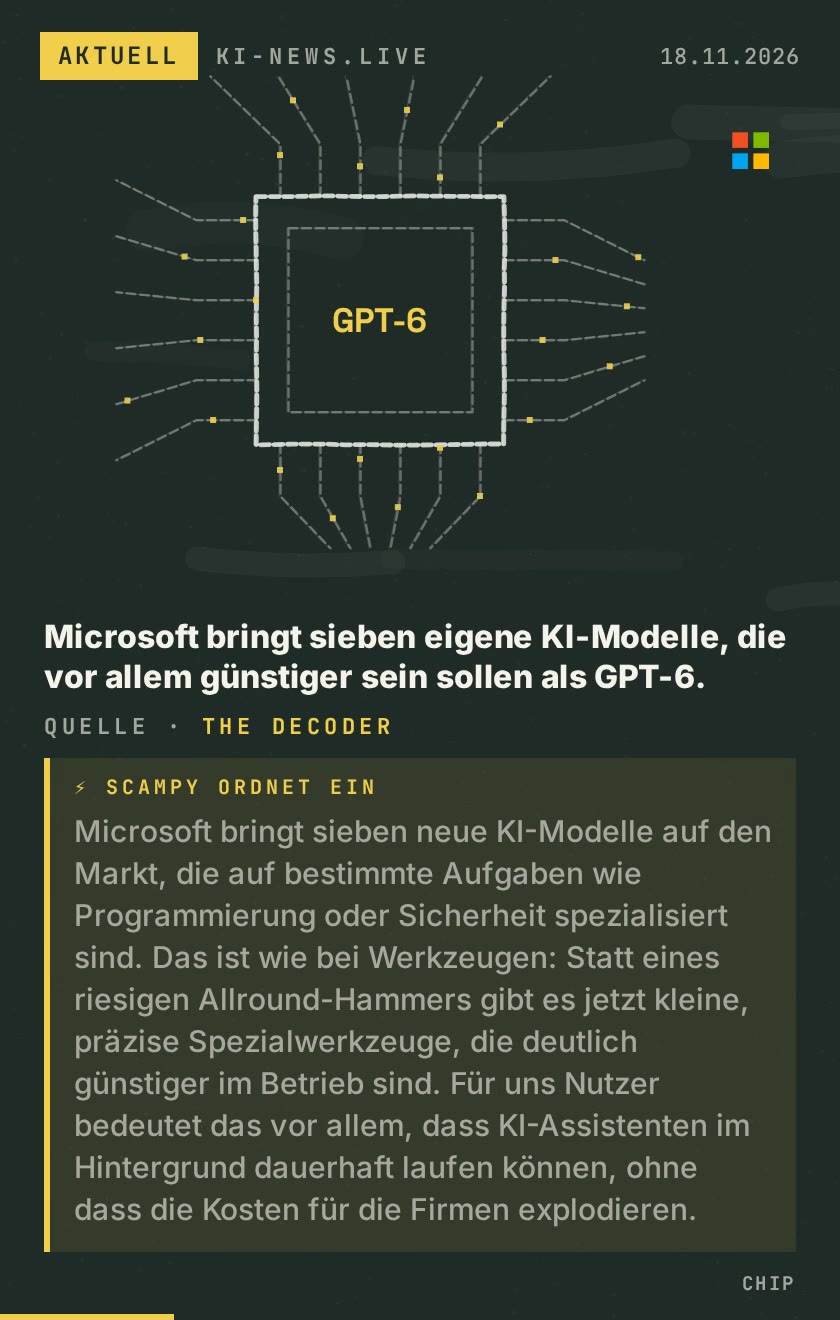 AKTUELL KI-NEWS.LIVE 18.11.2026
GPT-6
Microsoft bringt sieben eigene KI-Modelle, die
vor allem günstiger sein sollen als GPT-6.
QUELLE · THE DECODER
⚡ SCAMPY ORDNET EIN
Microsoft bringt sieben neue KI-Modelle auf den
Markt, die auf bestimmte Aufgaben wie
Programmierung oder Sicherheit spezialisiert
sind. Das ist wie bei Werkzeugen: Statt eines
riesigen Allround-Hammers gibt es jetzt kleine,
präzise Spezialwerkzeuge, die deutlich
günstiger im Betrieb sind. Für uns Nutzer
bedeutet das vor allem, dass KI-Assistenten im
Hintergrund dauerhaft laufen können, ohne
dass die Kosten für die Firmen explodieren.
CHIP